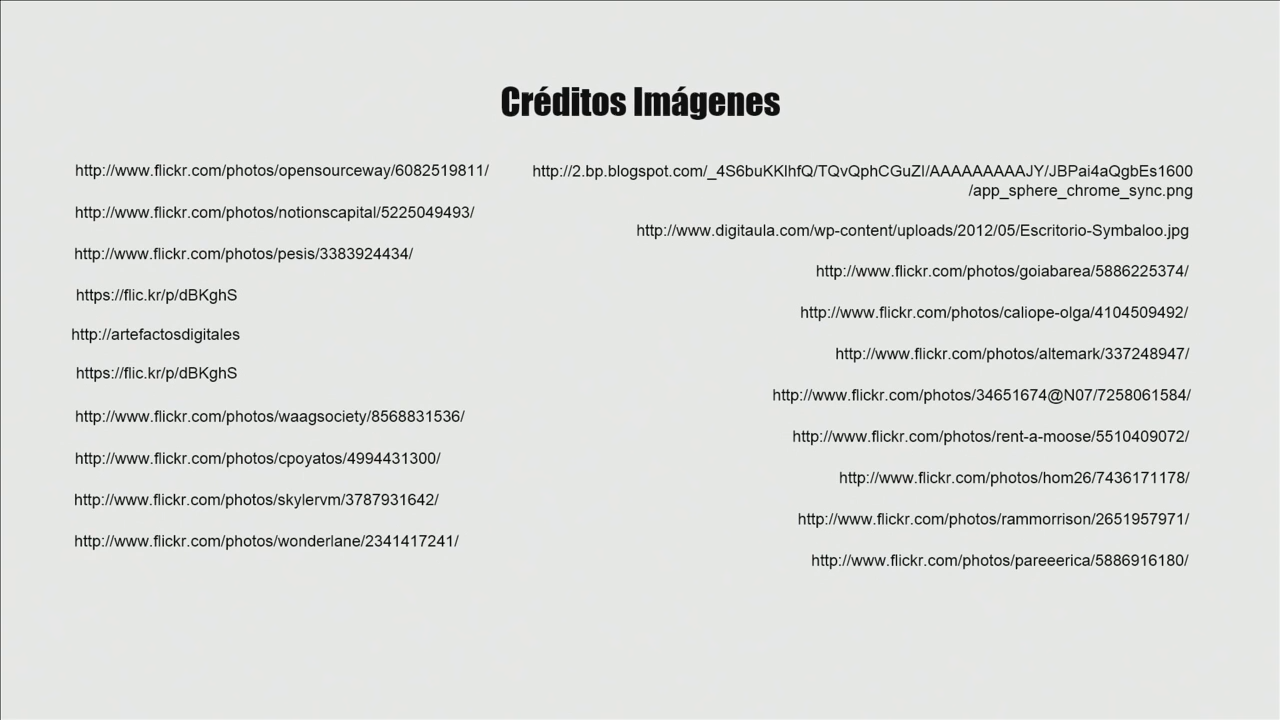 Créditos Imágenes
http://www.flickr.com/photos/opensourceway/6082519811/
http://www.flickr.com/photos/notionscapital/5225049493/
http://www.flickr.com/photos/pesis/3383924434/
https://flic.kr/p/dBKghS
http://artefactosdigitales
https://flic.kr/p/dBKghS
http://www.flickr.com/photos/waagsociety/8568831536/
http://www.flickr.com/photos/cpoyatos/4994431300/
http://www.flickr.com/photos/skylervm/3787931642/
http://www.flickr.com/photos/wonderlane/2341417241/
http://2.bp.blogspot.com/_4S6buKKlhfQ/TQvQphCGuZI/AAAAAAAAAJY/JBPai4aQgbEs1600
/app_sphere_chrome_sync.png
http://www.digitaula.com/wp-content/uploads/2012/05/Escritorio-Symbaloo.jpg
http://www.flickr.com/photos/goiabarea/5886225374/
http://www.flickr.com/photos/caliope-olga/4104509492/
http://www.flickr.com/photos/altemark/337248947/
http://www.flickr.com/photos/34651674@N07/7258061584/
http://www.flickr.com/photos/rent-a-moose/5510409072/
http://www.flickr.com/photos/hom26/7436171178/
http://www.flickr.com/photos/rammorrison/2651957971/
http://www.flickr.com/photos/pareeerica/5886916180/